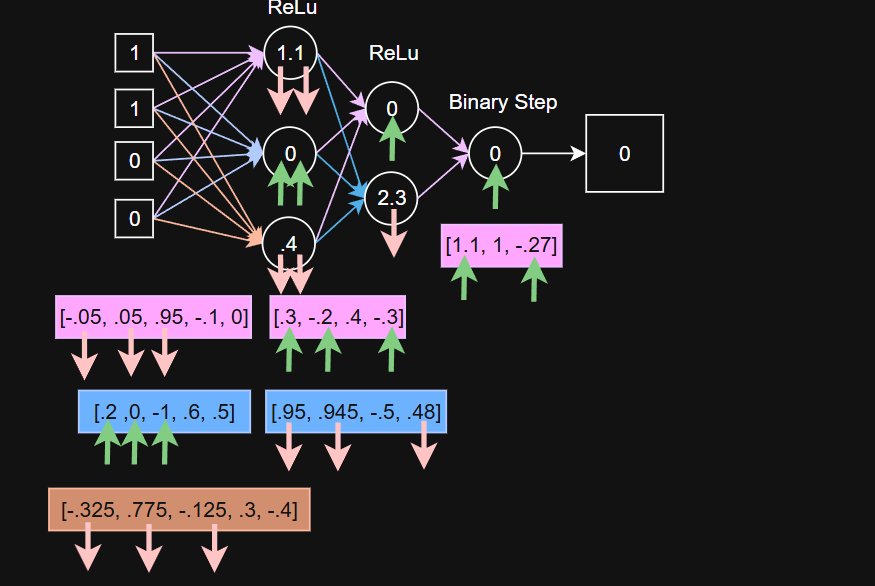 ReLu
ReLu
Binary Step
1
1
0
0
1.1
0
.4
0
2.3
0
0
[1.1, 1, -.27]
[-.05, .05, .95, -.1, 0]
[.3, -.2, .4, -.3]
[.2 ,0, -1, .6, .5]
[.95, .945, -.5, .48]
[-.325, .775, -.125, .3, -.4]